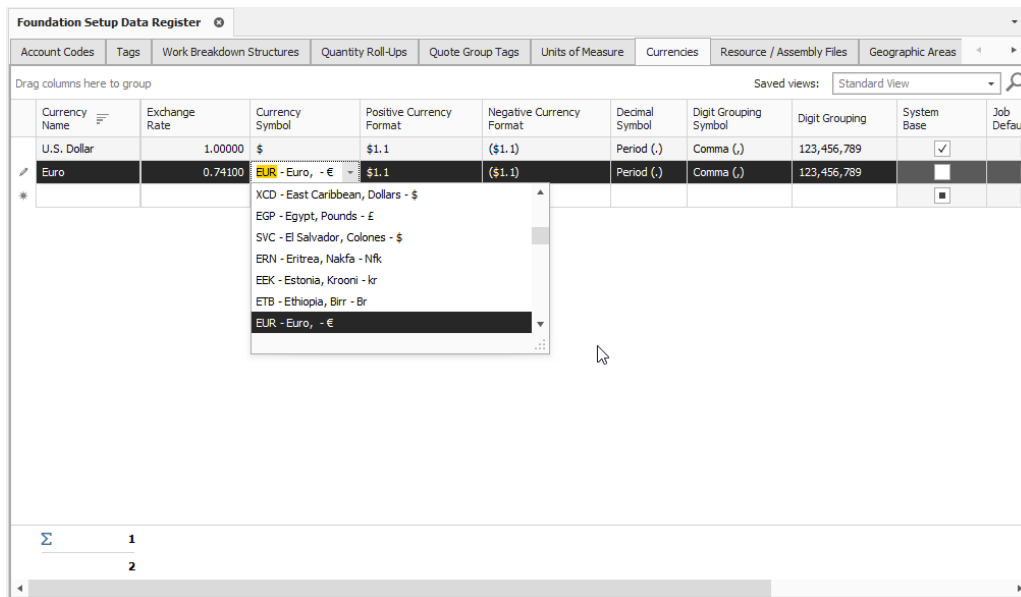 Foundation Setup Data Register
Account Codes Tags Work Breakdown Structures Quantity Roll-Ups Quote Group Tags Units of Measure Currencies Resource / Assembly Files Geographic Areas
Drag columns here to group Saved views: Standard View
Currency Name Exchange Rate Currency Symbol Positive Currency Format Negative Currency Format Decimal Symbol Digit Grouping Symbol Digit Grouping System Base Job Defau
U.S. Dollar 1.00000 $ $1.1 ($1.1) Period (.) Comma (,) 123,456,789
Euro 0.74100 EUR - Euro, - € $1.1 ($1.1) Period (.) Comma (,) 123,456,789
XCD - East Caribbean, Dollars - $
EGP - Egypt, Pounds - £
SVC - El Salvador, Colones - $
ERN - Eritrea, Nakfa - Nfk
EEK - Estonia, Krooni - kr
ETB - Ethiopia, Birr - Br
EUR - Euro, - €
Σ 1
2